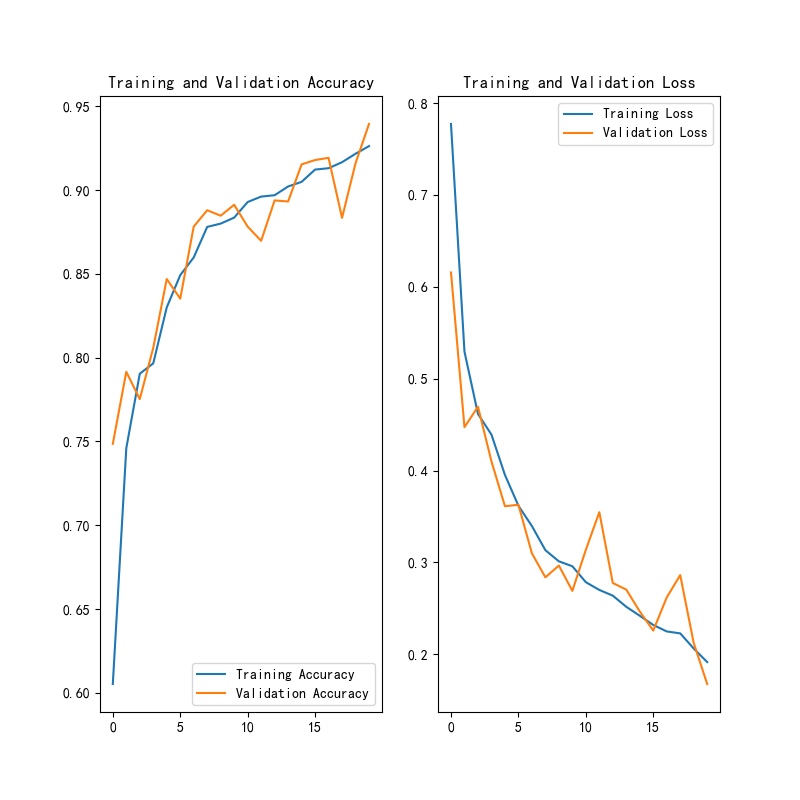 Training and Validation Accuracy
0.95
0.90
0.85
0.80
0.75
0.70
0.65
0.60
0 5 10 15
Training Accuracy
Validation Accuracy
Training and Validation Loss
0.8
0.7
0.6
0.5
0.4
0.3
0.2
0 5 10 15
Training Loss
Validation Loss